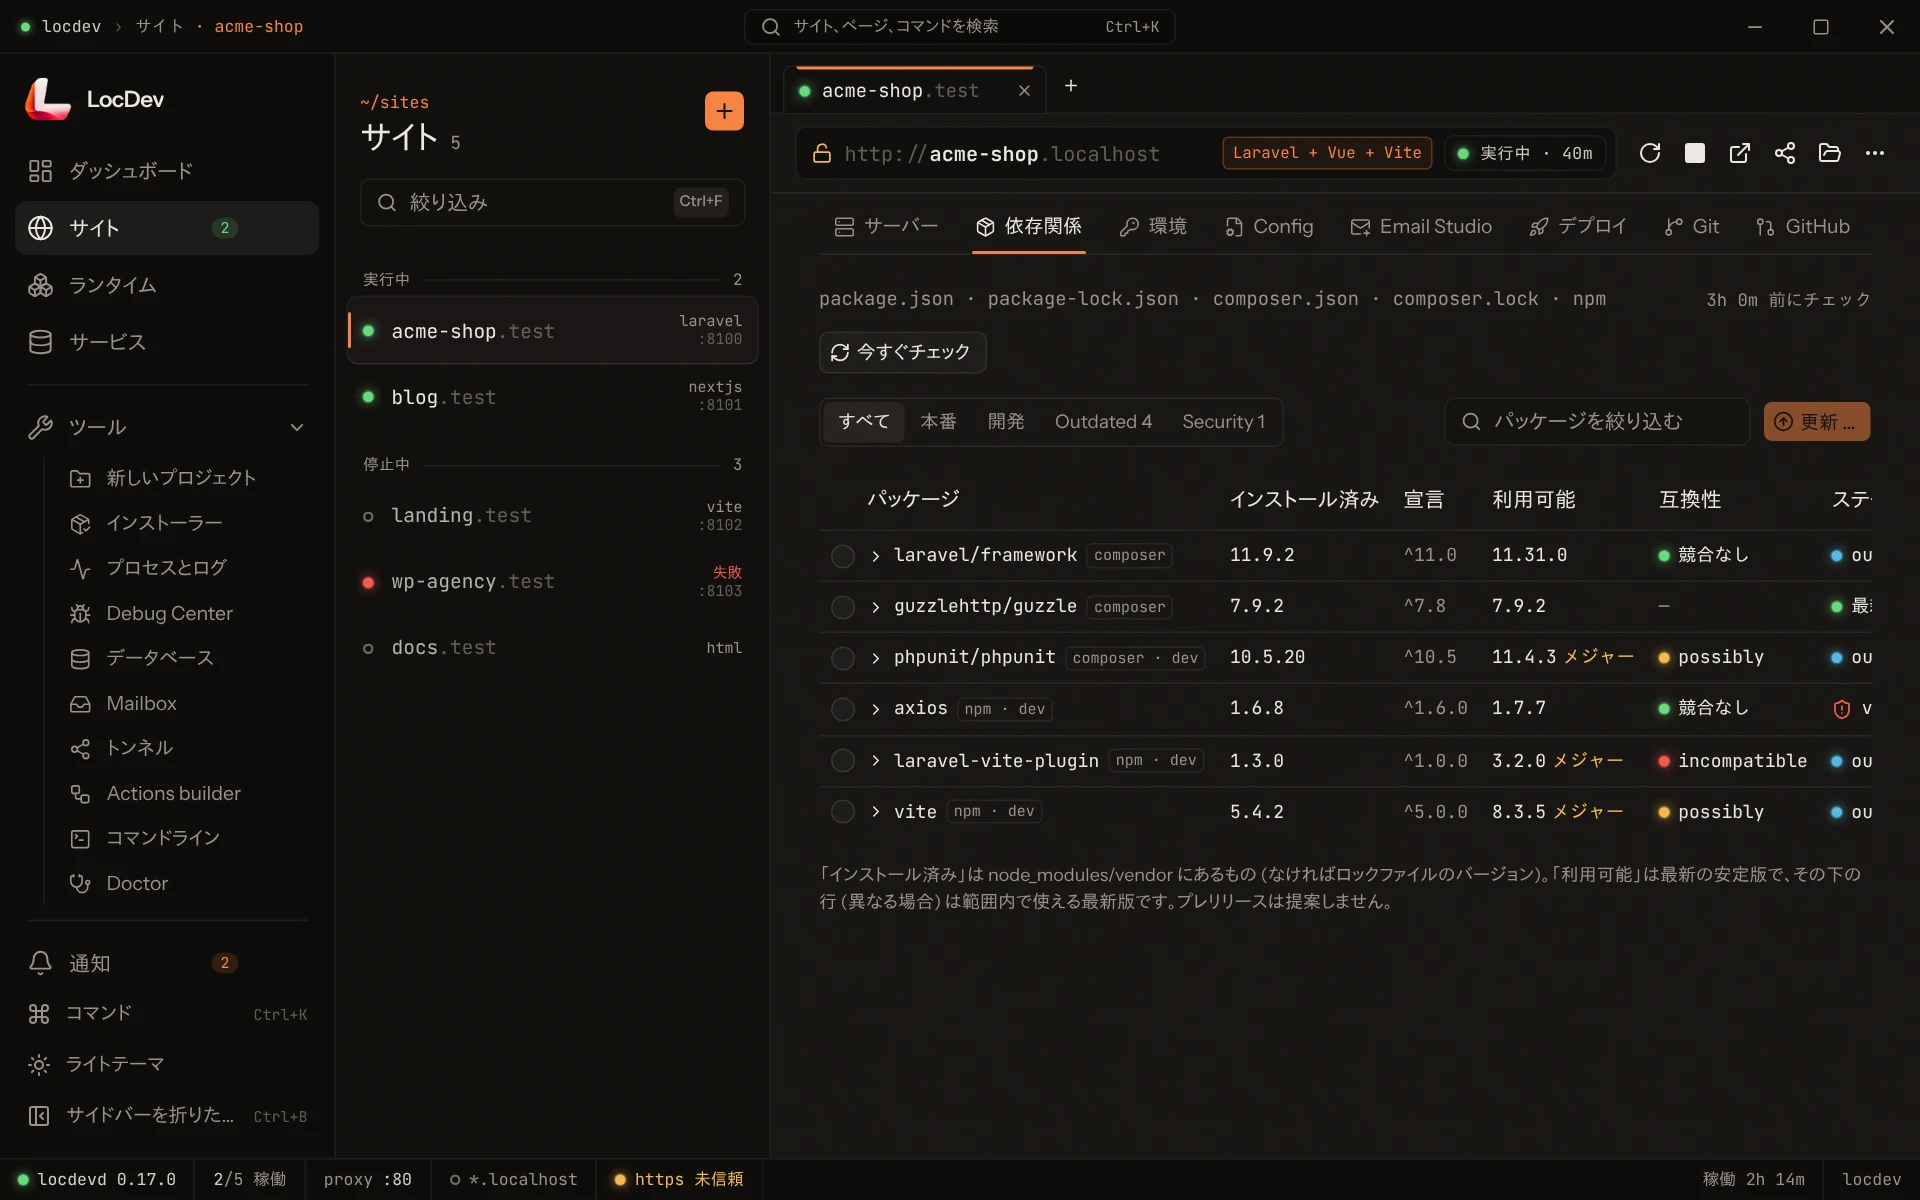 locdev › サイト · acme-shop
サイト、ページ、コマンドを検索 Ctrl+K
LocDev
ダッシュボード
サイト 2
ランタイム
サービス
ツール
新しいプロジェクト
インストーラー
プロセスとログ
Debug Center
データベース
Mailbox
トンネル
Actions builder
コマンドライン
Doctor
通知 2
コマンド Ctrl+K
ライトテーマ
サイドバーを折りた... Ctrl+B
~/sites
サイト 5
絞り込み Ctrl+F
実行中 2
acme-shop.test laravel :8100
blog.test nextjs :8101
停止中 3
landing.test vite :8102
wp-agency.test 失敗 :8103
docs.test html
acme-shop.test
http://acme-shop.localhost Laravel + Vue + Vite 実行中 · 40m
サーバー 依存関係 環境 Config Email Studio デプロイ Git GitHub
package.json · package-lock.json · composer.json · composer.lock · npm 3h 0m 前にチェック
今すぐチェック
すべて 本番 開発 Outdated 4 Security 1 パッケージを絞り込む 更新 ...
パッケージ インストール済み 宣言 利用可能 互換性 ステー
laravel/framework composer 11.9.2 ^11.0 11.31.0 競合なし ou
guzzlehttp/guzzle composer 7.9.2 ^7.8 7.9.2 — 最
phpunit/phpunit composer · dev 10.5.20 ^10.5 11.4.3 メジャー possibly ou
axios npm · dev 1.6.8 ^1.6.0 1.7.7 競合なし v
laravel-vite-plugin npm · dev 1.3.0 ^1.0.0 3.2.0 メジャー incompatible ou
vite npm · dev 5.4.2 ^5.0.0 8.3.5 メジャー possibly ou
「インストール済み」は node_modules/vendor にあるもの (なければロックファイルのバージョン)。「利用可能」は最新の安定版で、その下の
行 (異なる場合) は範囲内で使える最新版です。プレリリースは提案しません。
locdevd 0.17.0 2/5 稼働 proxy :80 *.localhost https 未信頼 稼働 2h 14m locdev